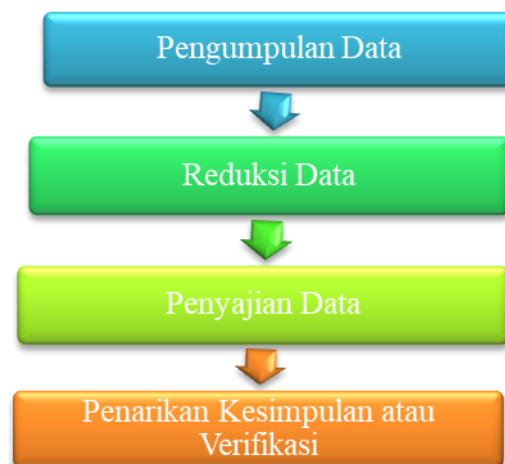 Pengumpulan Data
Reduksi Data
Penyajian Data
Penarikan Kesimpulan atau
Verifikasi